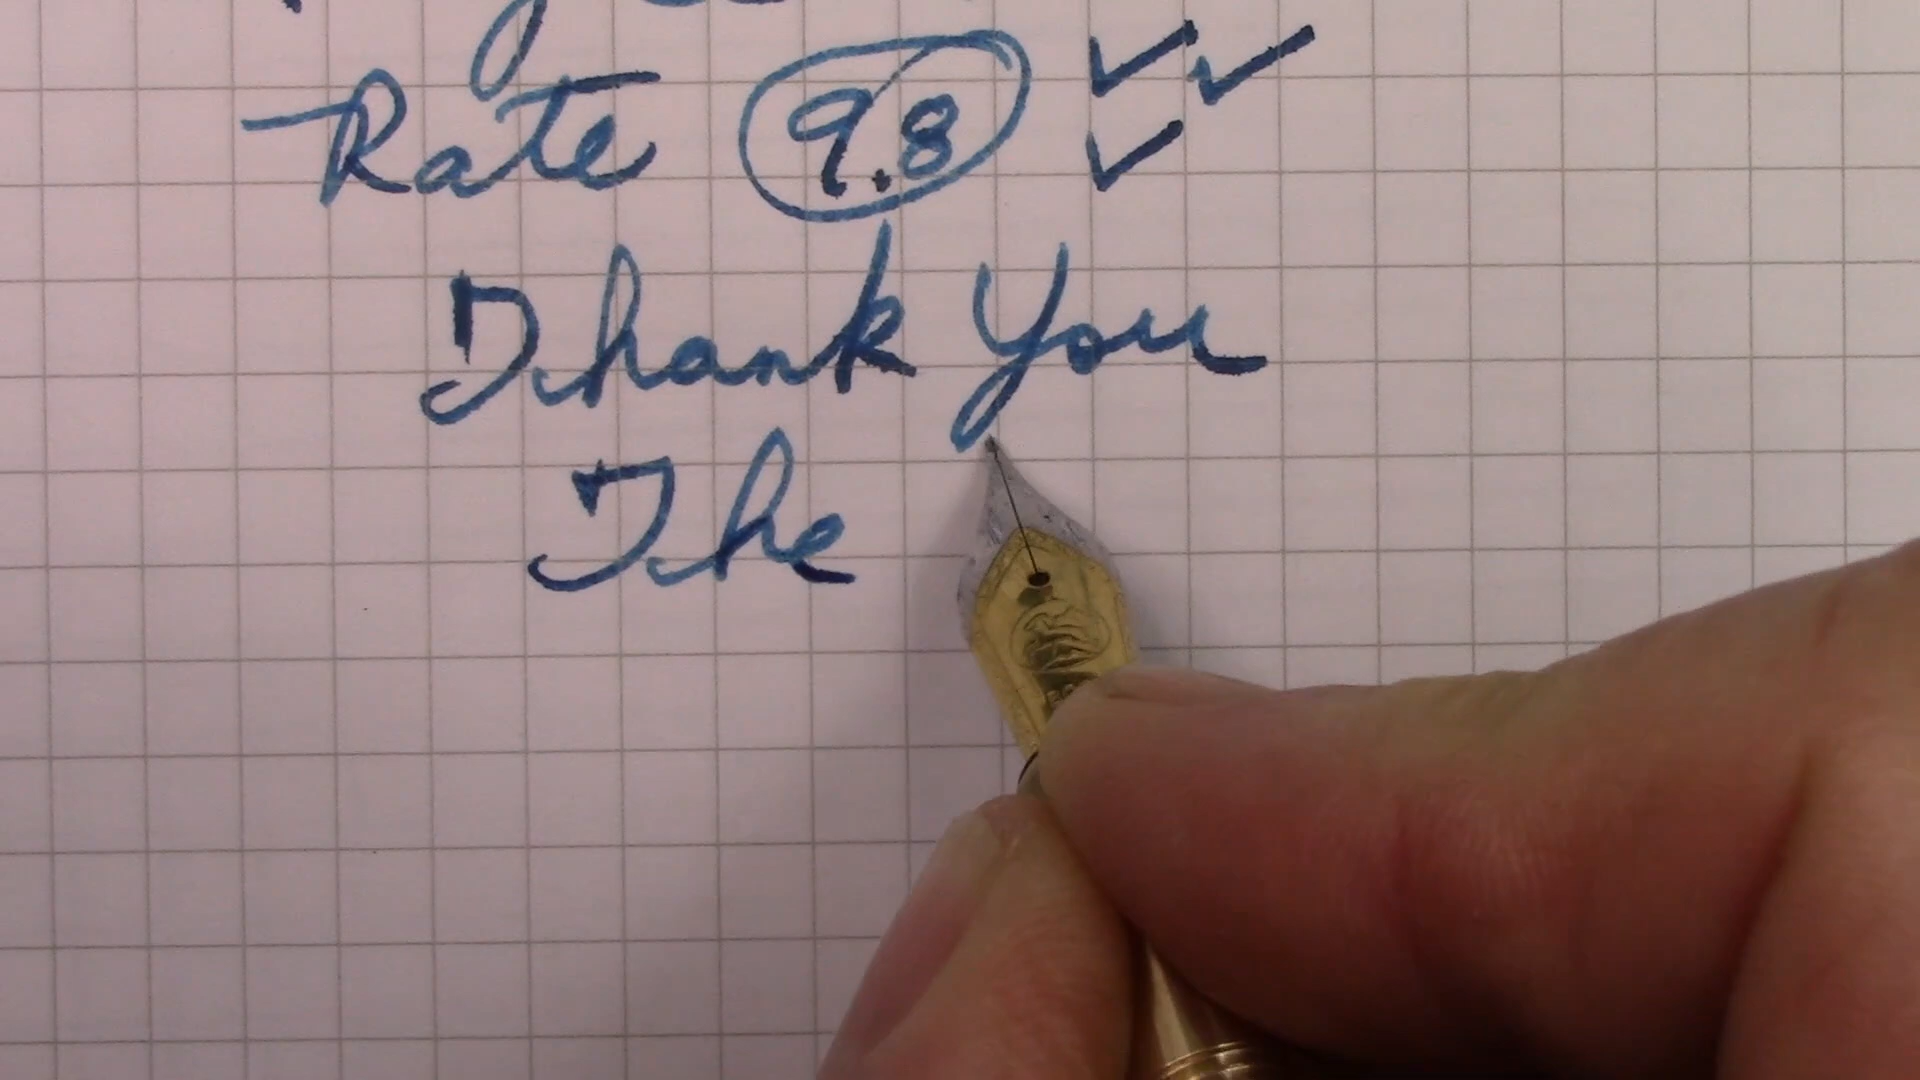 Rate 9.8 ✓✓
✓
Thank You
The